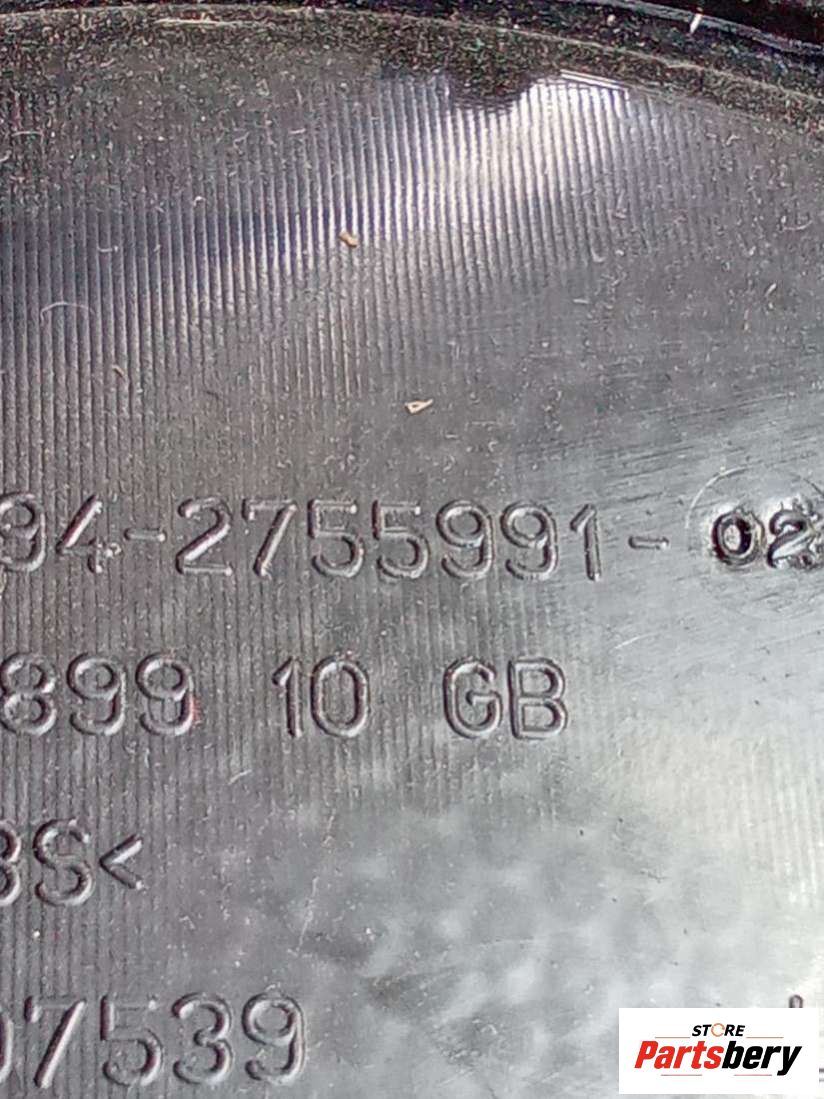 94-2755991- 02
899 10 GB
BS<
07539
STORE
Partsbery